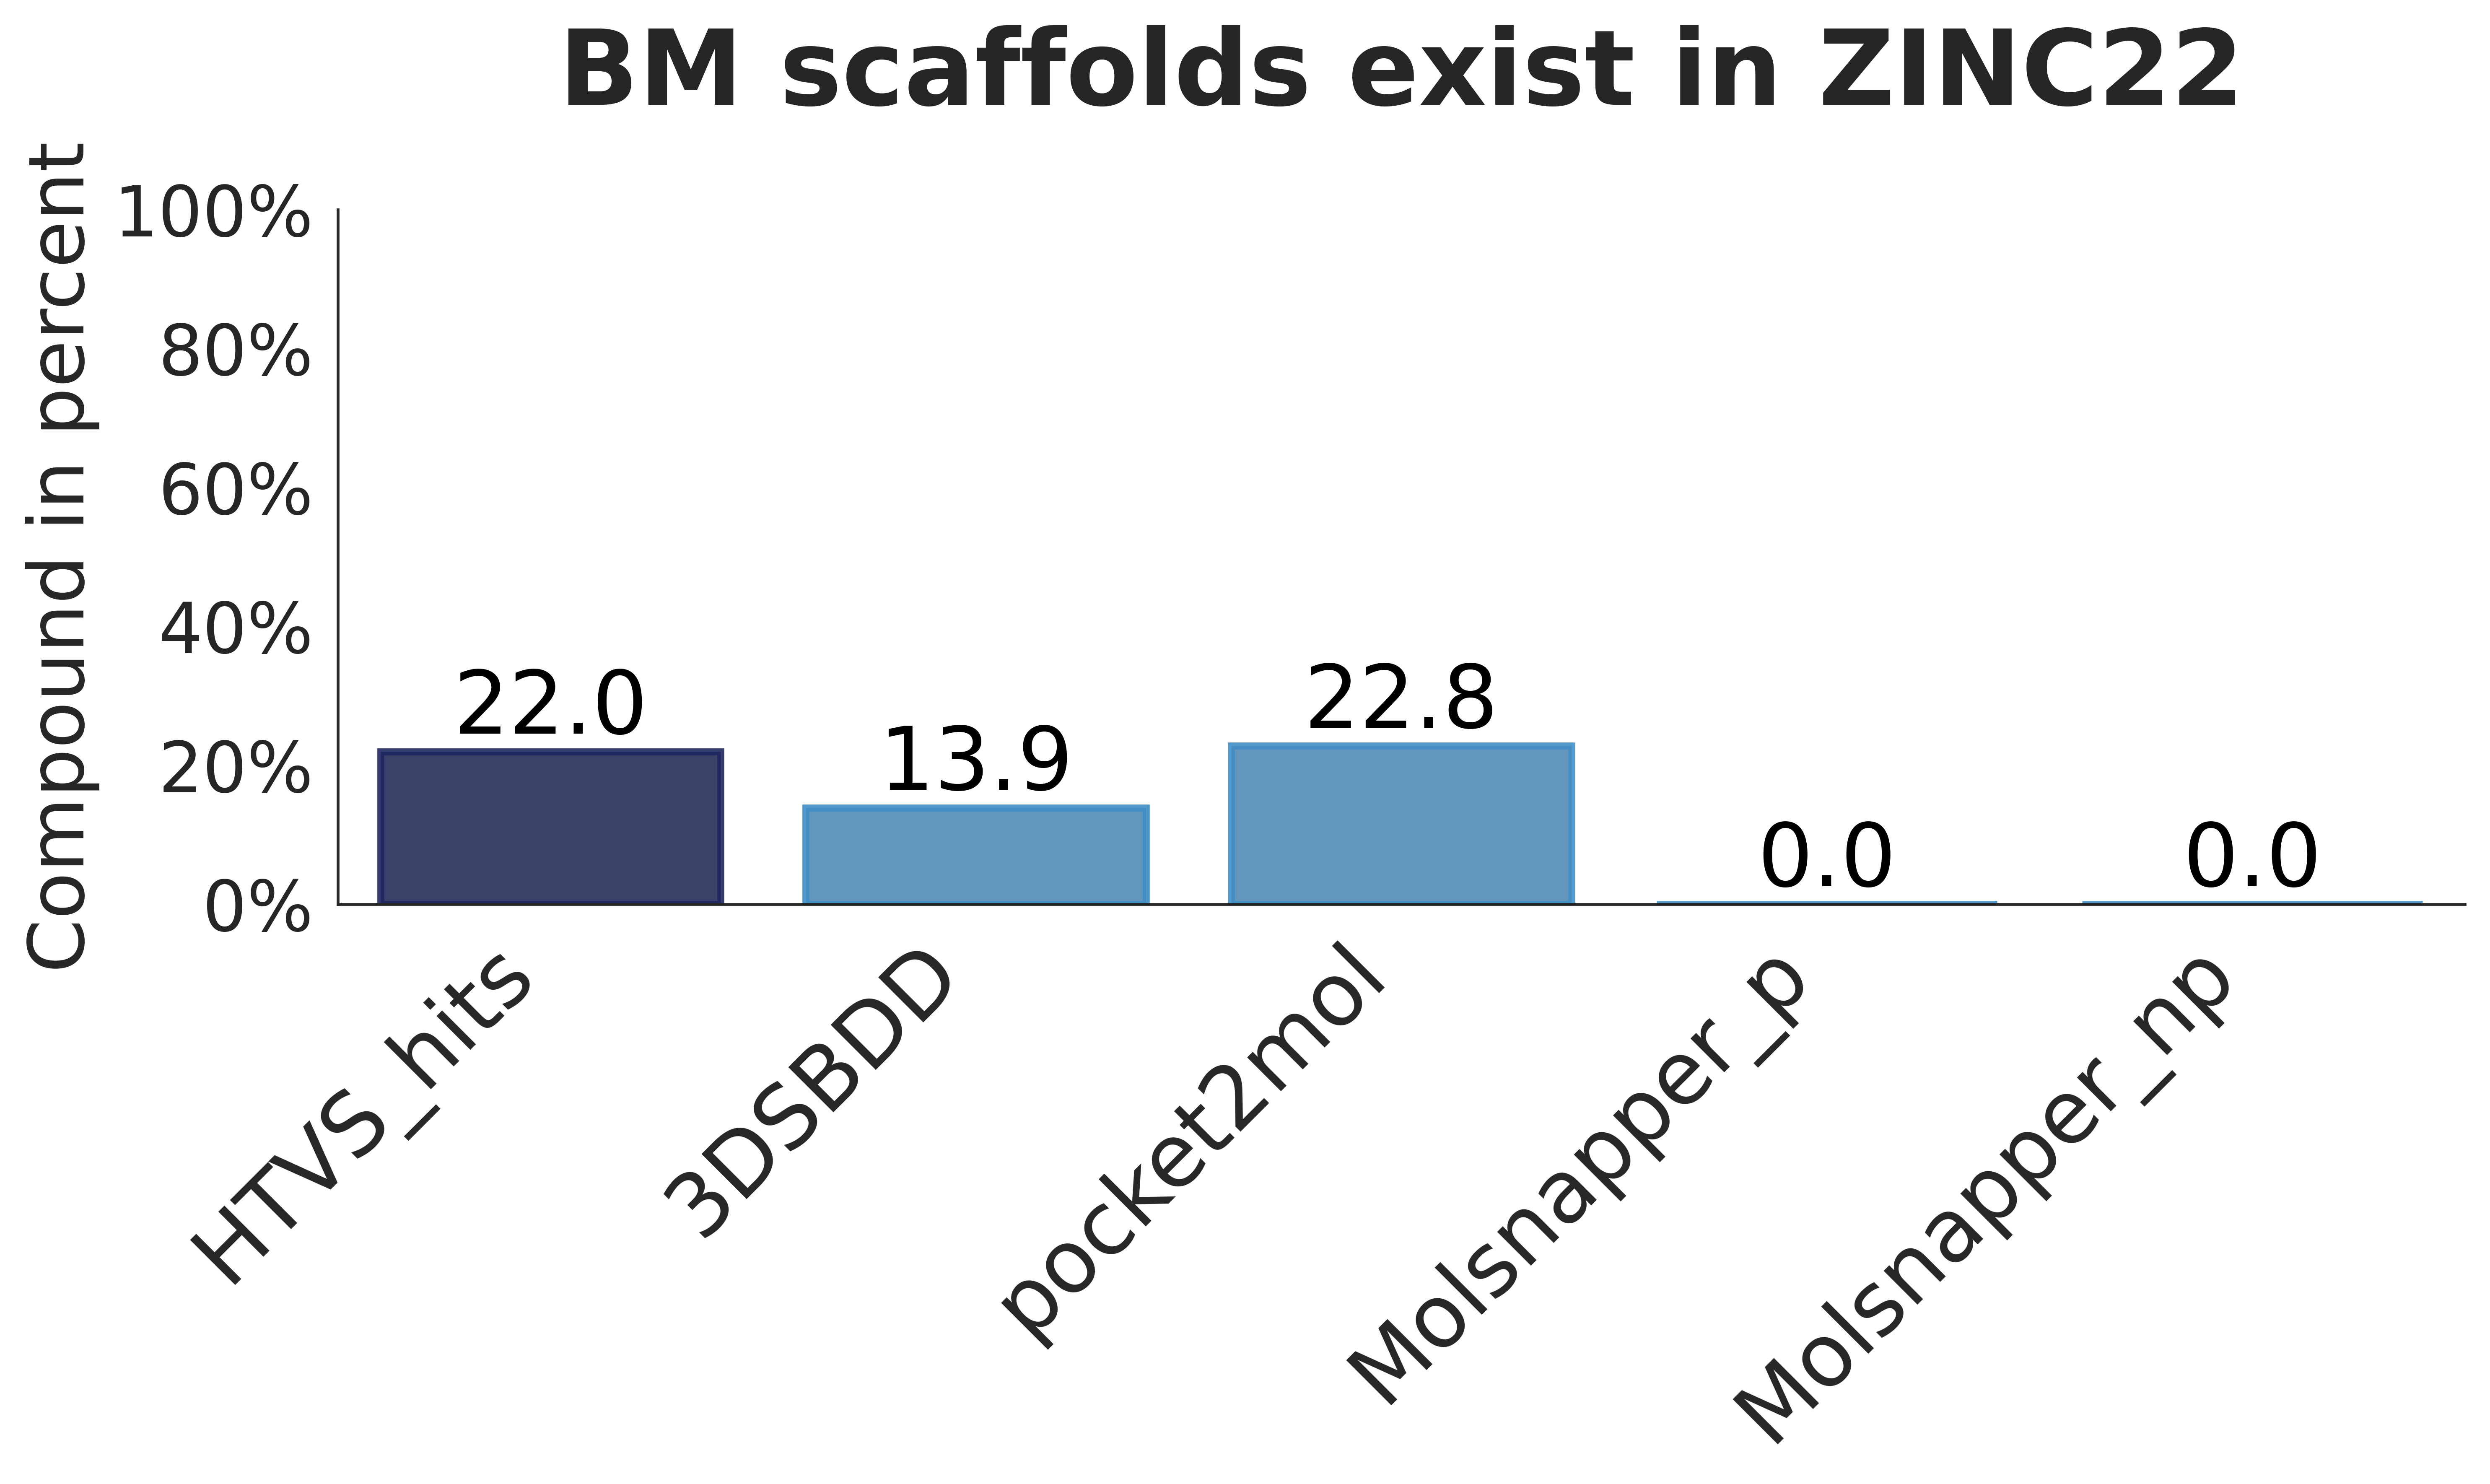 BM scaffolds exist in ZINC22
Compound in percent
100%
80%
60%
40%
20%
0%
22.0
13.9
22.8
0.0
0.0
HTVS_hits
3DSBDD
pocket2mol
Molsnapper_p
Molsnapper_np